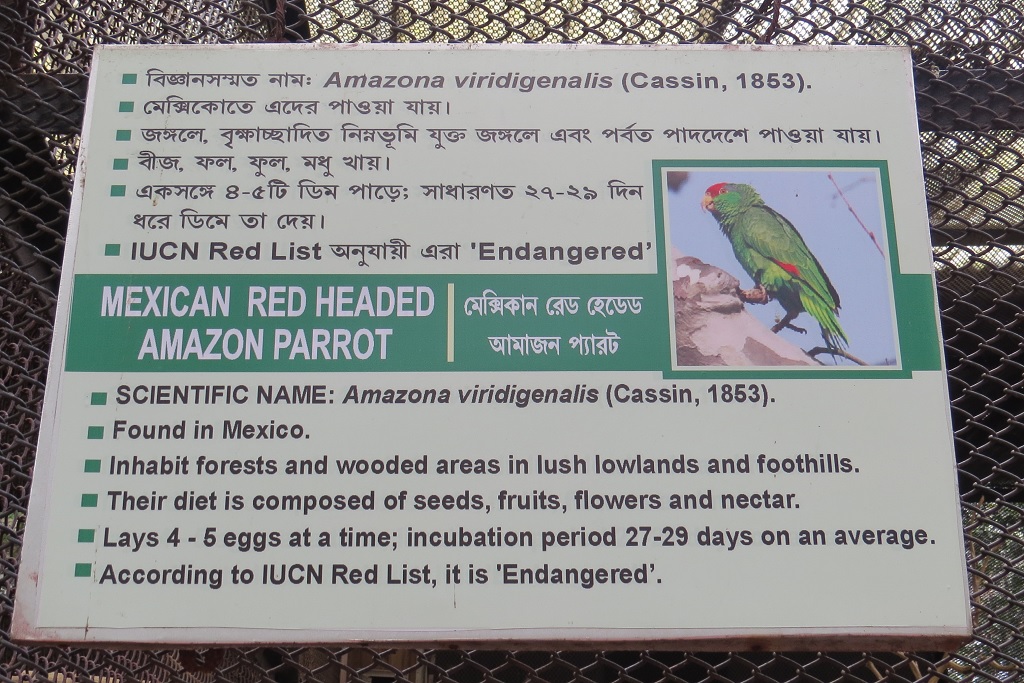 বিজ্ঞানসম্মত নাম: Amazona viridigenalis (Cassin, 1853).
মেক্সিকোতে এদের পাওয়া যায়।
জঙ্গলে, বৃক্ষাচ্ছাদিত নিম্নভূমি যুক্ত জঙ্গলে এবং পর্বত পাদদেশে পাওয়া যায়।
বীজ, ফল, ফুল, মধু খায়।
একসঙ্গে ৪-৫টি ডিম পাড়ে; সাধারণত ২৭-২৯ দিন
ধরে ডিমে তা দেয়।
IUCN Red List অনুযায়ী এরা 'Endangered’
MEXICAN RED HEADED
AMAZON PARROT
মেক্সিকান রেড হেডেড
আমাজন প্যারট
SCIENTIFIC NAME: Amazona viridigenalis (Cassin, 1853).
Found in Mexico.
Inhabit forests and wooded areas in lush lowlands and foothills.
Their diet is composed of seeds, fruits, flowers and nectar.
Lays 4 - 5 eggs at a time; incubation period 27-29 days on an average.
According to IUCN Red List, it is 'Endangered’.